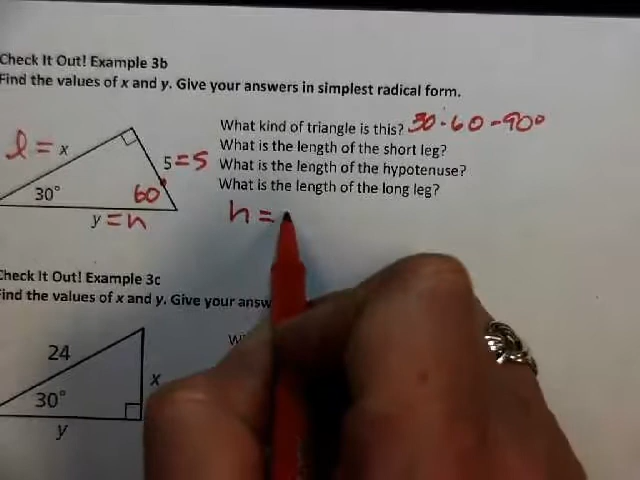 Check It Out! Example 3b
Find the values of x and y. Give your answers in simplest radical form.
What kind of triangle is this? 30-60-90°
What is the length of the short leg?
What is the length of the hypotenuse?
What is the length of the long leg?
l = x
5 = s
30°
60
y = h
h =
Check It Out! Example 3c
Find the values of x and y. Give your answ
24
30°
x
y